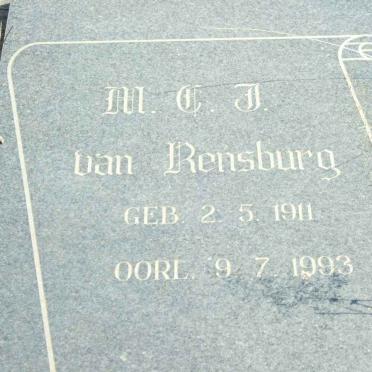 M. C. J.
van Rensburg
GEB. 2. 5. 1911
OORL. 9. 7. 1993